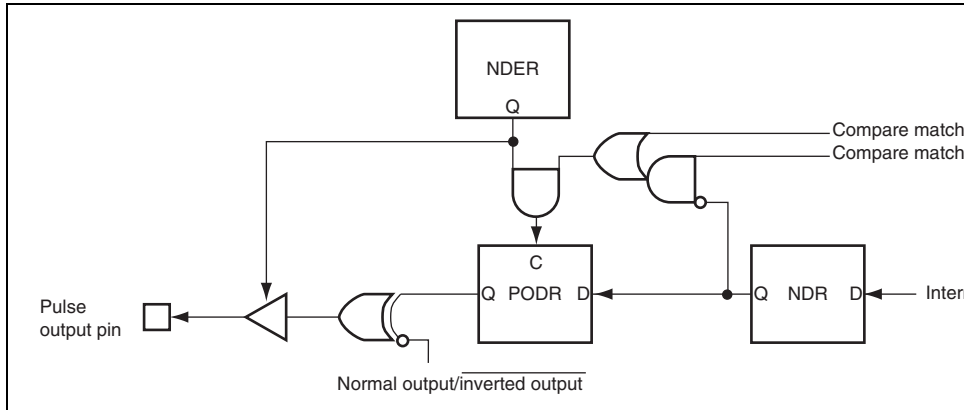 NDER
Q
Compare match
Compare match
C
Q PODR D
Q NDR D
Pulse
output pin
Normal output/inverted output